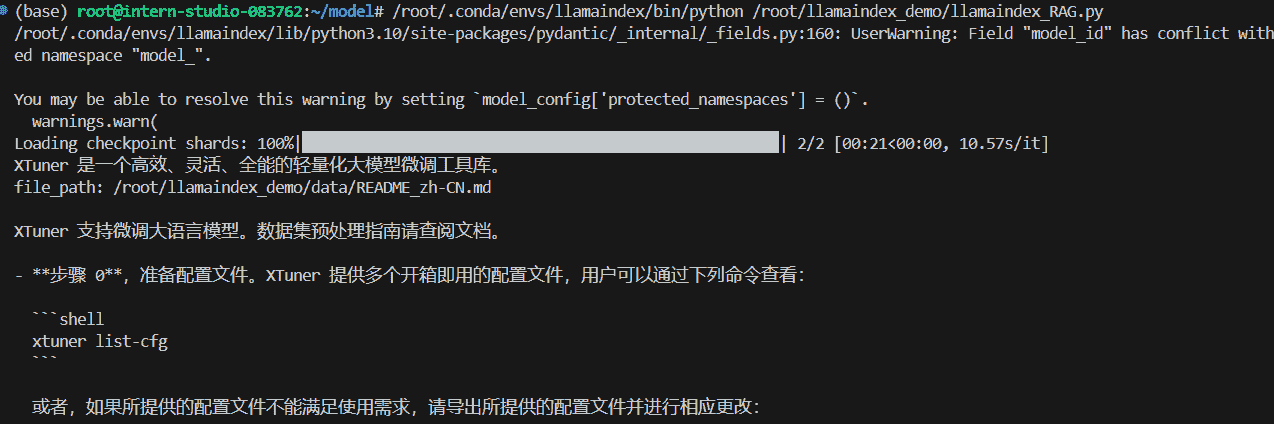 (base) root@intern-studio-083762:~/model# /root/.conda/envs/llamaindex/bin/python /root/llamaindex_demo/llamaindex_RAG.py
/root/.conda/envs/llamaindex/lib/python3.10/site-packages/pydantic/_internal/_fields.py:160: UserWarning: Field "model_id" has conflict with
ed namespace "model_".
You may be able to resolve this warning by setting `model_config['protected_namespaces'] = ()`.
warnings.warn(
Loading checkpoint shards: 100%|| 2/2 [00:21<00:00, 10.57s/it]
XTuner 是一个高效、灵活、全能的轻量化大模型微调工具库。
file_path: /root/llamaindex_demo/data/README_zh-CN.md
XTuner 支持微调大语言模型。数据集预处理指南请查阅文档。
- **步骤 0**，准备配置文件。XTuner 提供多个开箱即用的配置文件，用户可以通过下列命令查看：
```shell
xtuner list-cfg
```
或者，如果所提供的配置文件不能满足使用需求，请导出所提供的配置文件并进行相应更改：